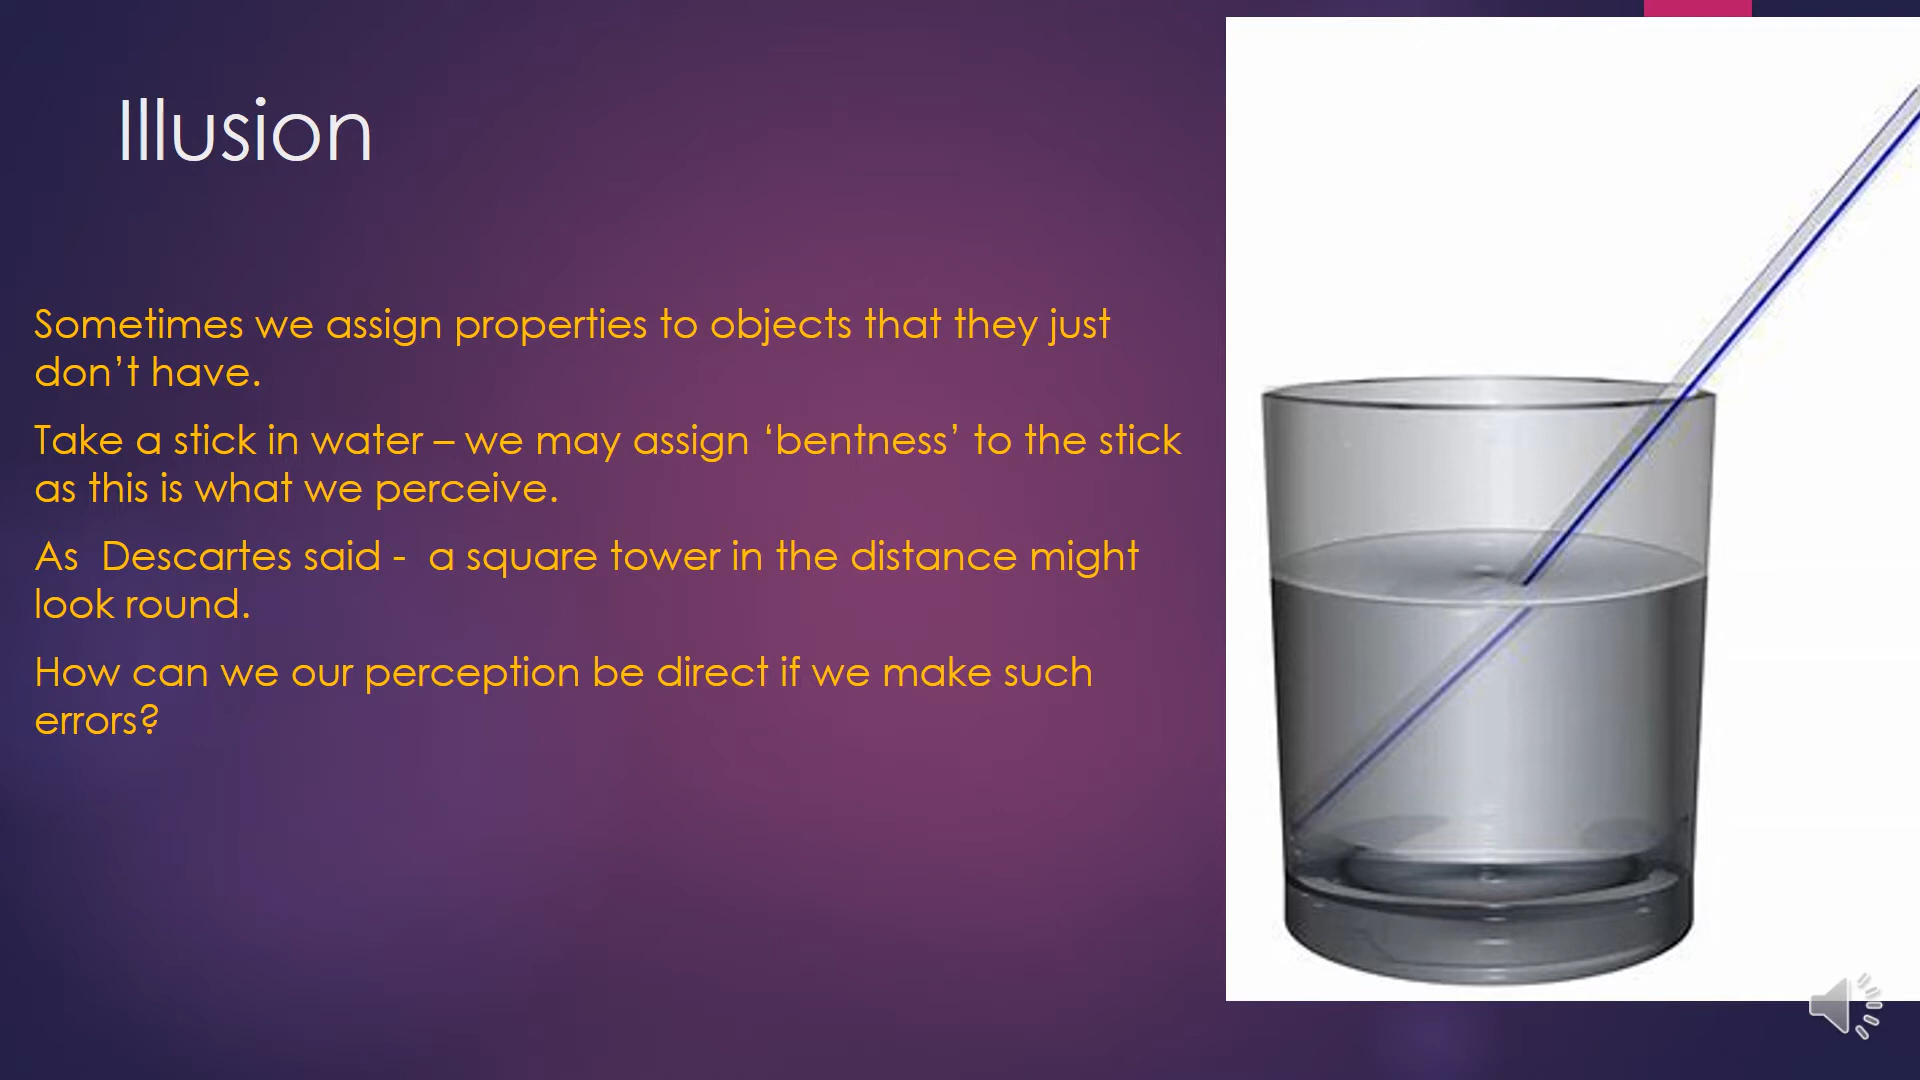 Illusion
Sometimes we assign properties to objects that they just
don’t have.
Take a stick in water – we may assign ‘bentness’ to the stick
as this is what we perceive.
As  Descartes said -  a square tower in the distance might
look round.
How can we our perception be direct if we make such
errors?